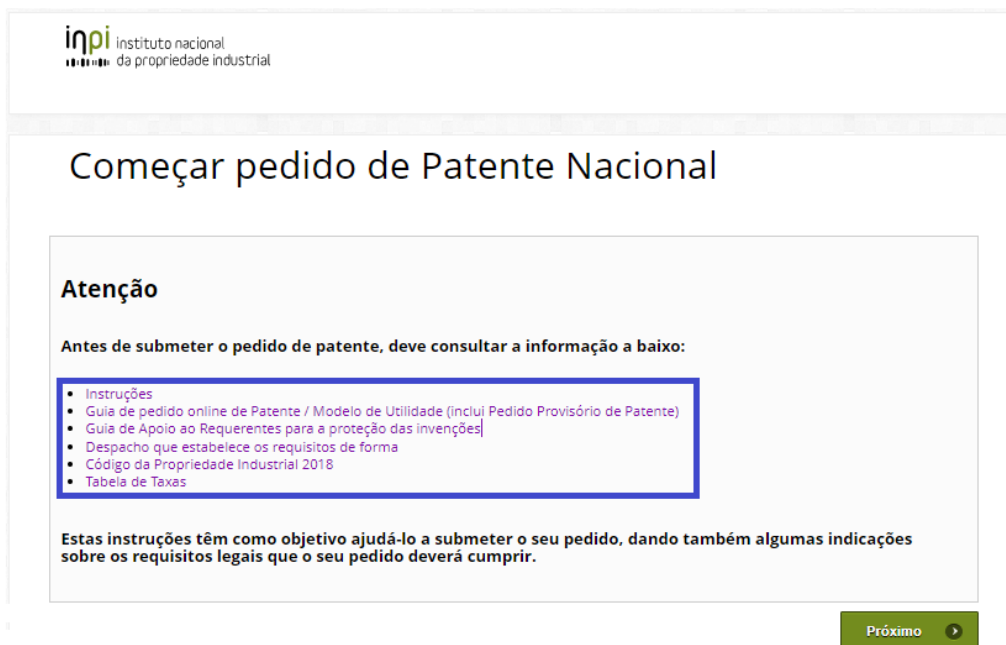 inpi instituto nacional
da propriedade industrial
Começar pedido de Patente Nacional
Atenção
Antes de submeter o pedido de patente, deve consultar a informação a baixo:
Instruções
Guia de pedido online de Patente / Modelo de Utilidade (inclui Pedido Provisório de Patente)
Guia de Apoio ao Requerentes para a proteção das invenções
Despacho que estabelece os requisitos de forma
Código da Propriedade Industrial 2018
Tabela de Taxas
Estas instruções têm como objetivo ajudá-lo a submeter o seu pedido, dando também algumas indicações
sobre os requisitos legais que o seu pedido deverá cumprir.
Próximo